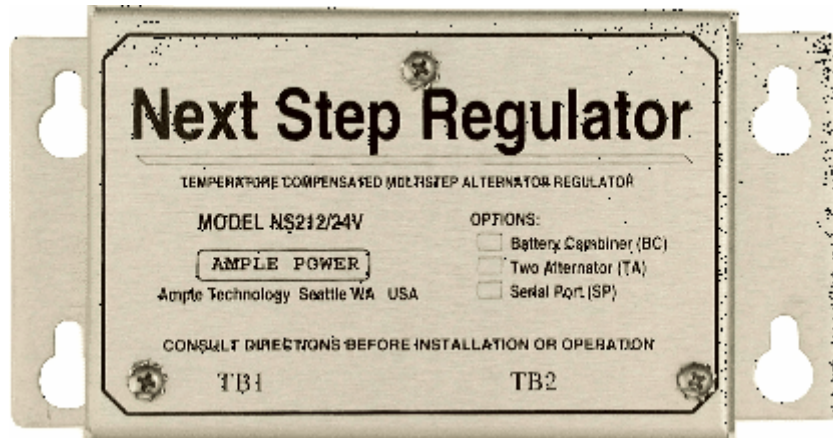 Next Step Regulator
TEMPERATURE COMPENSATED MULTISTEP ALTERNATOR REGULATOR
MODEL NS212/24V
AMPLE POWER
Ample Technology Seattle WA USA
OPTIONS:
Battery Combiner (BC)
Two Alternator (TA)
Serial Port (SP)
CONSULT DIRECTIONS BEFORE INSTALLATION OR OPERATION
TB1 TB2